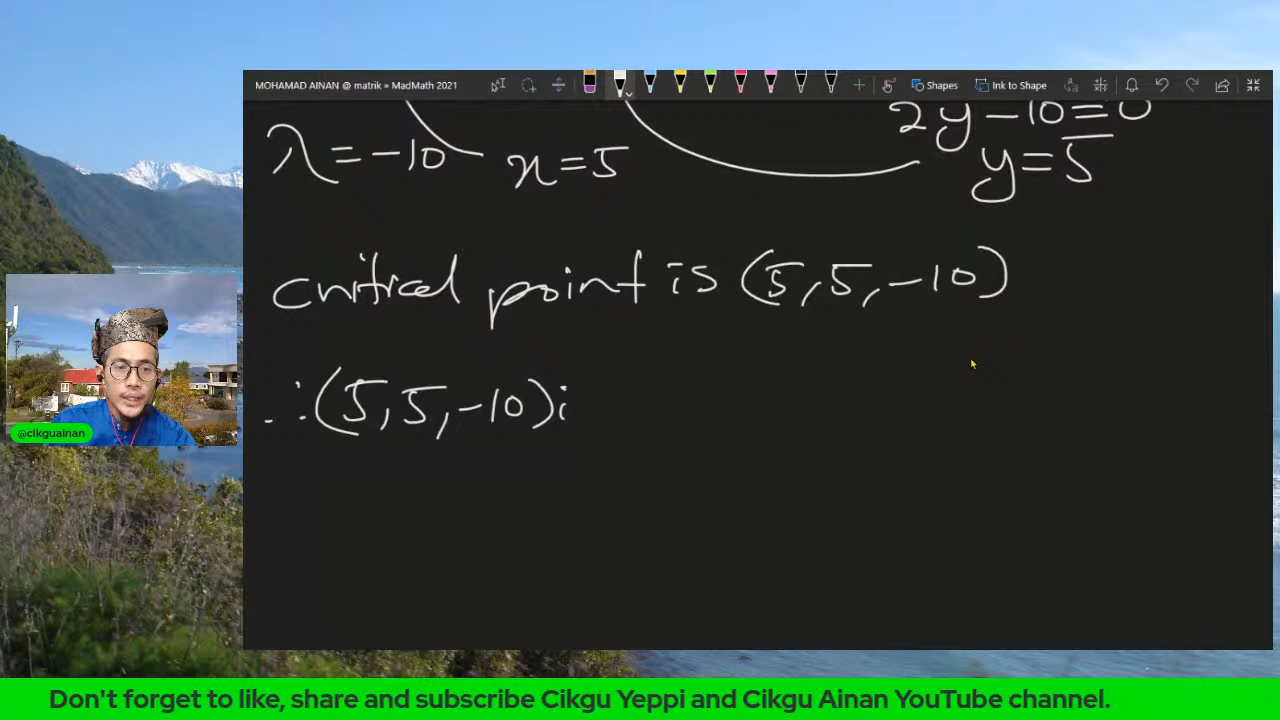 MOHAMAD AINAN @ matrik » MadMath 2021
Shapes
Ink to Shape
2y-10=0
λ=-10 x=5 y=5
critical point is (5,5,-10)
∴(5,5,-10)i
@cikguainan
Don't forget to like, share and subscribe Cikgu Yeppi and Cikgu Ainan YouTube channel.